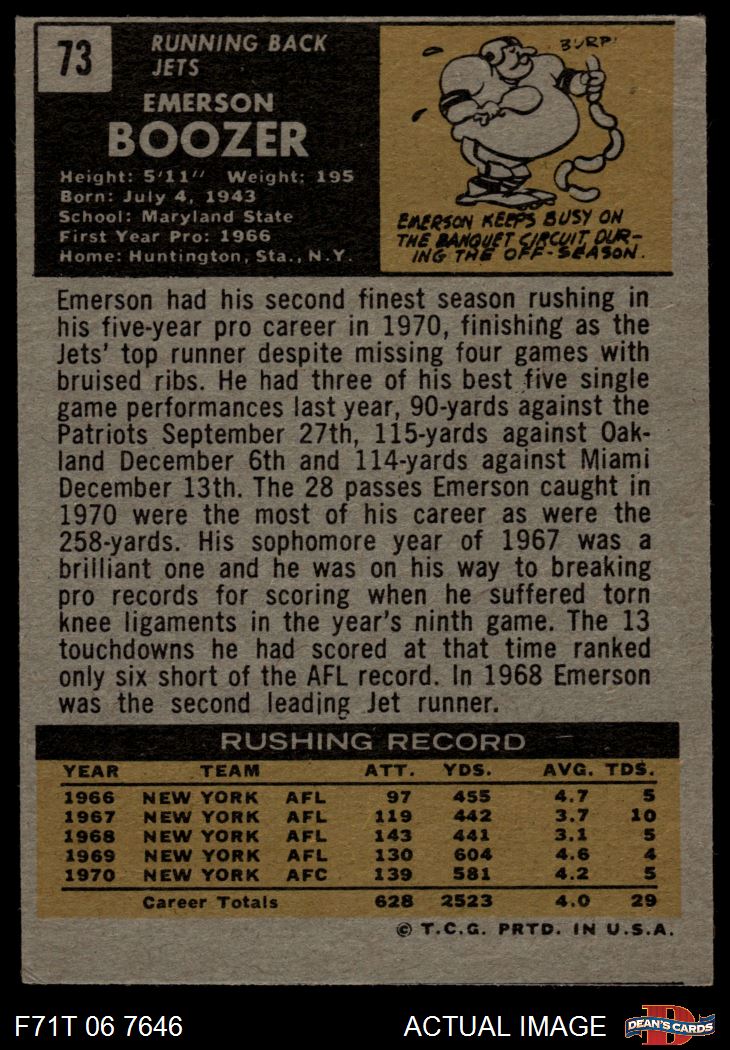 73
RUNNING BACK
JETS
EMERSON
BOOZER
Height: 5'11" Weight: 195
Born: July 4, 1943
School: Maryland State
First Year Pro: 1966
Home: Huntington, Sta., N.Y.
BURP!
EMERSON KEEPS BUSY ON
THE BANQUET CIRCUIT DUR-
ING THE OFF-SEASON.
Emerson had his second finest season rushing in
his five-year pro career in 1970, finishing as the
Jets' top runner despite missing four games with
bruised ribs. He had three of his best five single
game performances last year, 90-yards against the
Patriots September 27th, 115-yards against Oak-
land December 6th and 114-yards against Miami
December 13th. The 28 passes Emerson caught in
1970 were the most of his career as were the
258-yards. His sophomore year of 1967 was a
brilliant one and he was on his way to breaking
pro records for scoring when he suffered torn
knee ligaments in the year's ninth game. The 13
touchdowns he had scored at that time ranked
only six short of the AFL record. In 1968 Emerson
was the second leading Jet runner.
RUSHING RECORD
YEAR TEAM ATT. YDS. AVG. TDS.
1966 NEW YORK AFL 97 455 4.7 5
1967 NEW YORK AFL 119 442 3.7 10
1968 NEW YORK AFL 143 441 3.1 5
1969 NEW YORK AFL 130 604 4.6 4
1970 NEW YORK AFC 139 581 4.2 5
Career Totals 628 2523 4.0 29
© T.C.G. PRTD. IN U.S.A.
F71T 06 7646 ACTUAL IMAGE D DEAN'S CARDS